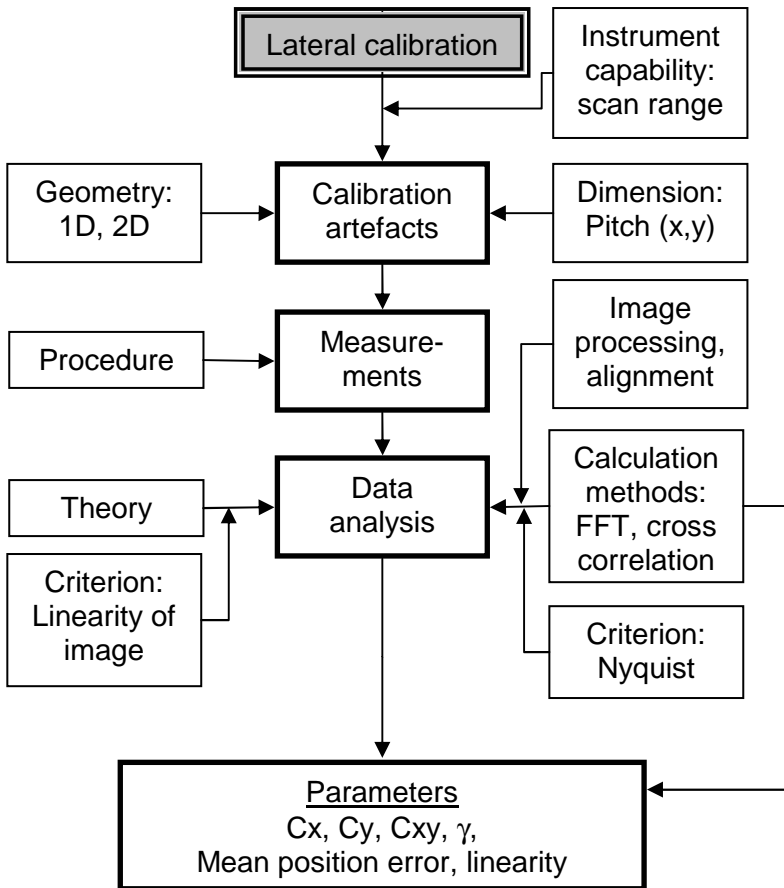 Lateral calibration
Instrument
capability:
scan range
Geometry:
1D, 2D
Calibration
artefacts
Dimension:
Pitch (x,y)
Procedure
Measure-
ments
Image
processing,
alignment
Theory
Data
analysis
Calculation
methods:
FFT, cross
correlation
Criterion:
Linearity of
image
Criterion:
Nyquist
Parameters
Cx, Cy, Cxy, γ,
Mean position error, linearity